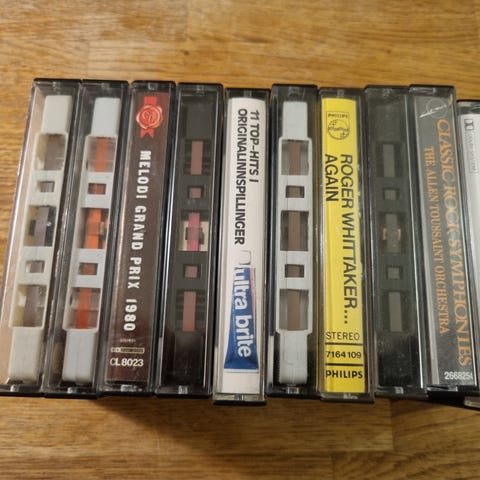 MELODI GRAND PRIX 1980
CL 8023
11 TOP-HITS I
ORIGINALINNSPILLINGER
ultra brite
PHILIPS
ROGER WHITTAKER...
AGAIN
STEREO
7164 109
PHILIPS
CLASSIC ROCK SYMPHONIES
THE ALLEN TOUSSAINT ORCHESTRA
2668254